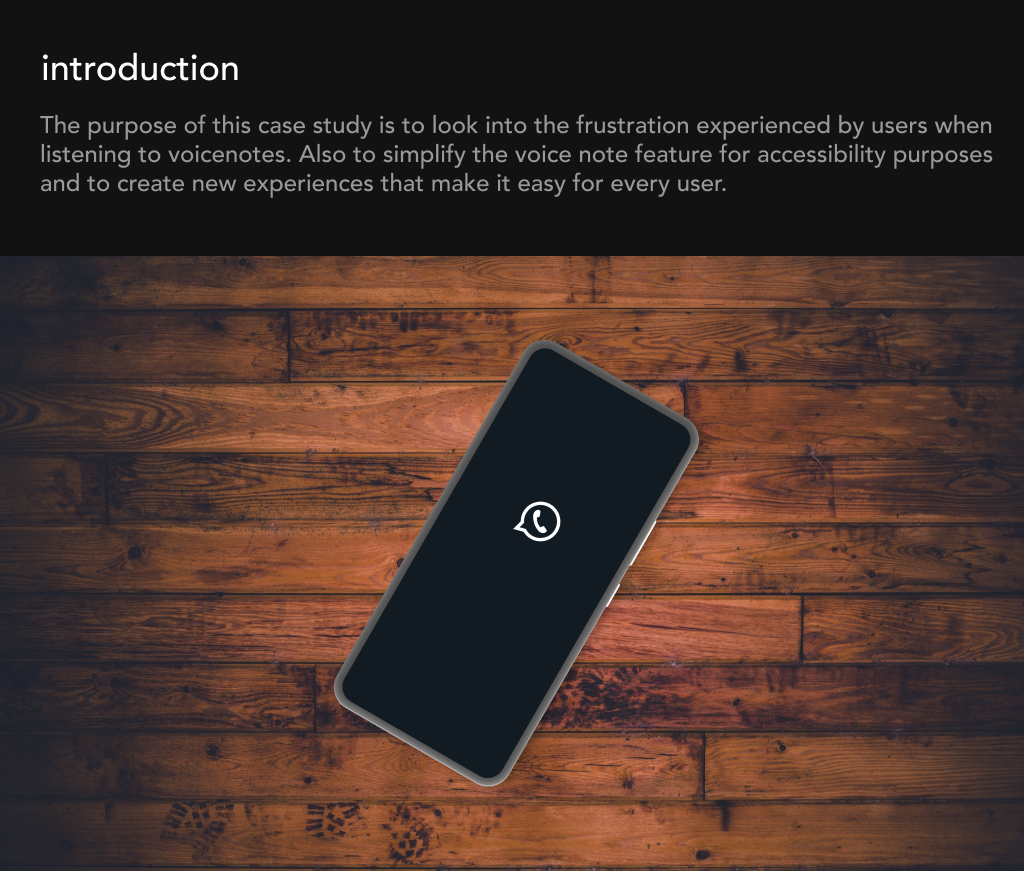 introduction
The purpose of this case study is to look into the frustration experienced by users when
listening to voicenotes. Also to simplify the voice note feature for accessibility purposes
and to create new experiences that make it easy for every user.